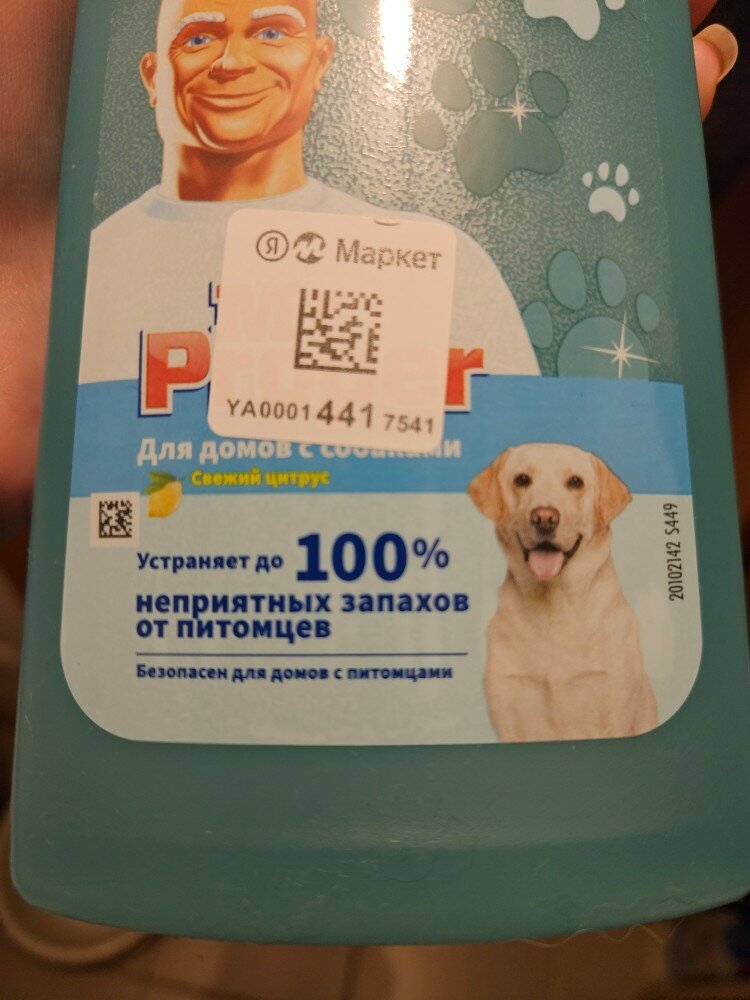 Я М Маркет
YA0001 441 7541
P er
Для домов с собаками
Свежий цитрус
Устраняет до 100%
неприятных запахов
от питомцев
Безопасен для домов с питомцами
20102142 S449